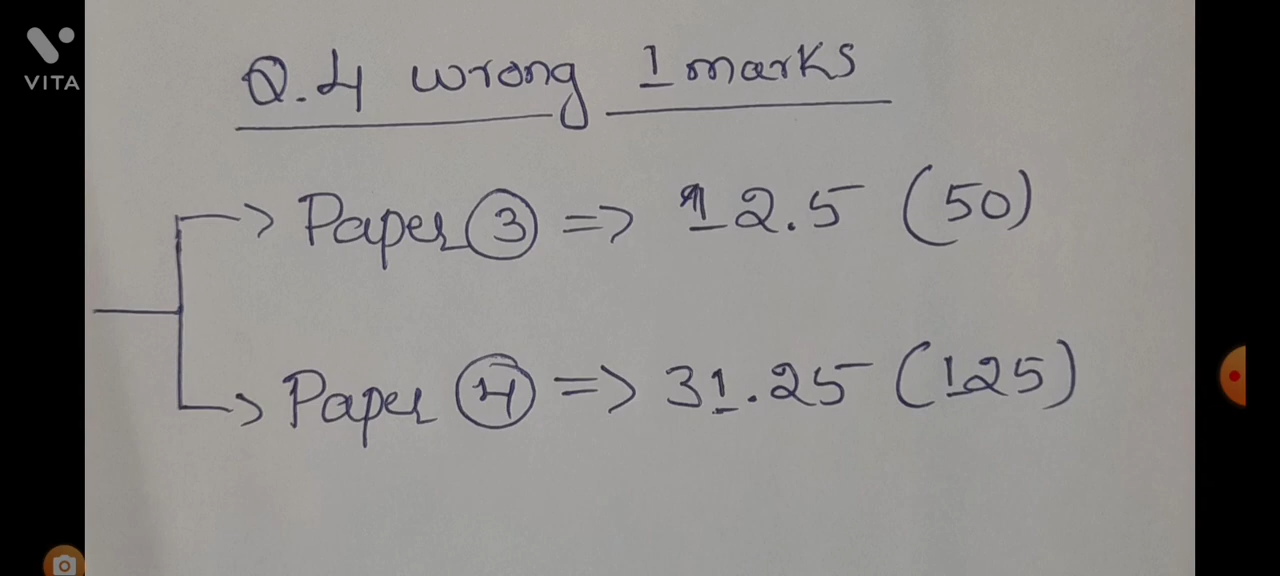 VITA
Q.4 wrong 1 marks
Paper 3 => 12.5 (50)
Paper 4 => 31.25 (125)